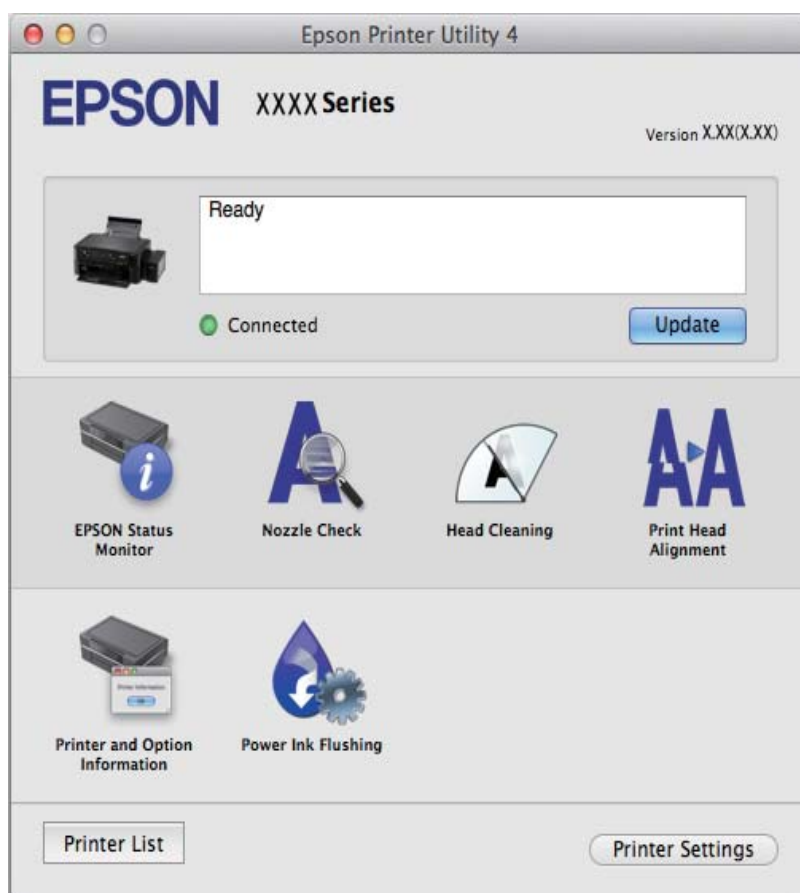 Epson Printer Utility 4
EPSON XXXX Series
Version X.XX(X.XX)
Ready
Connected
Update
EPSON Status
Monitor
Nozzle Check
Head Cleaning
Print Head
Alignment
Printer and Option
Information
Power Ink Flushing
Printer List
Printer Settings